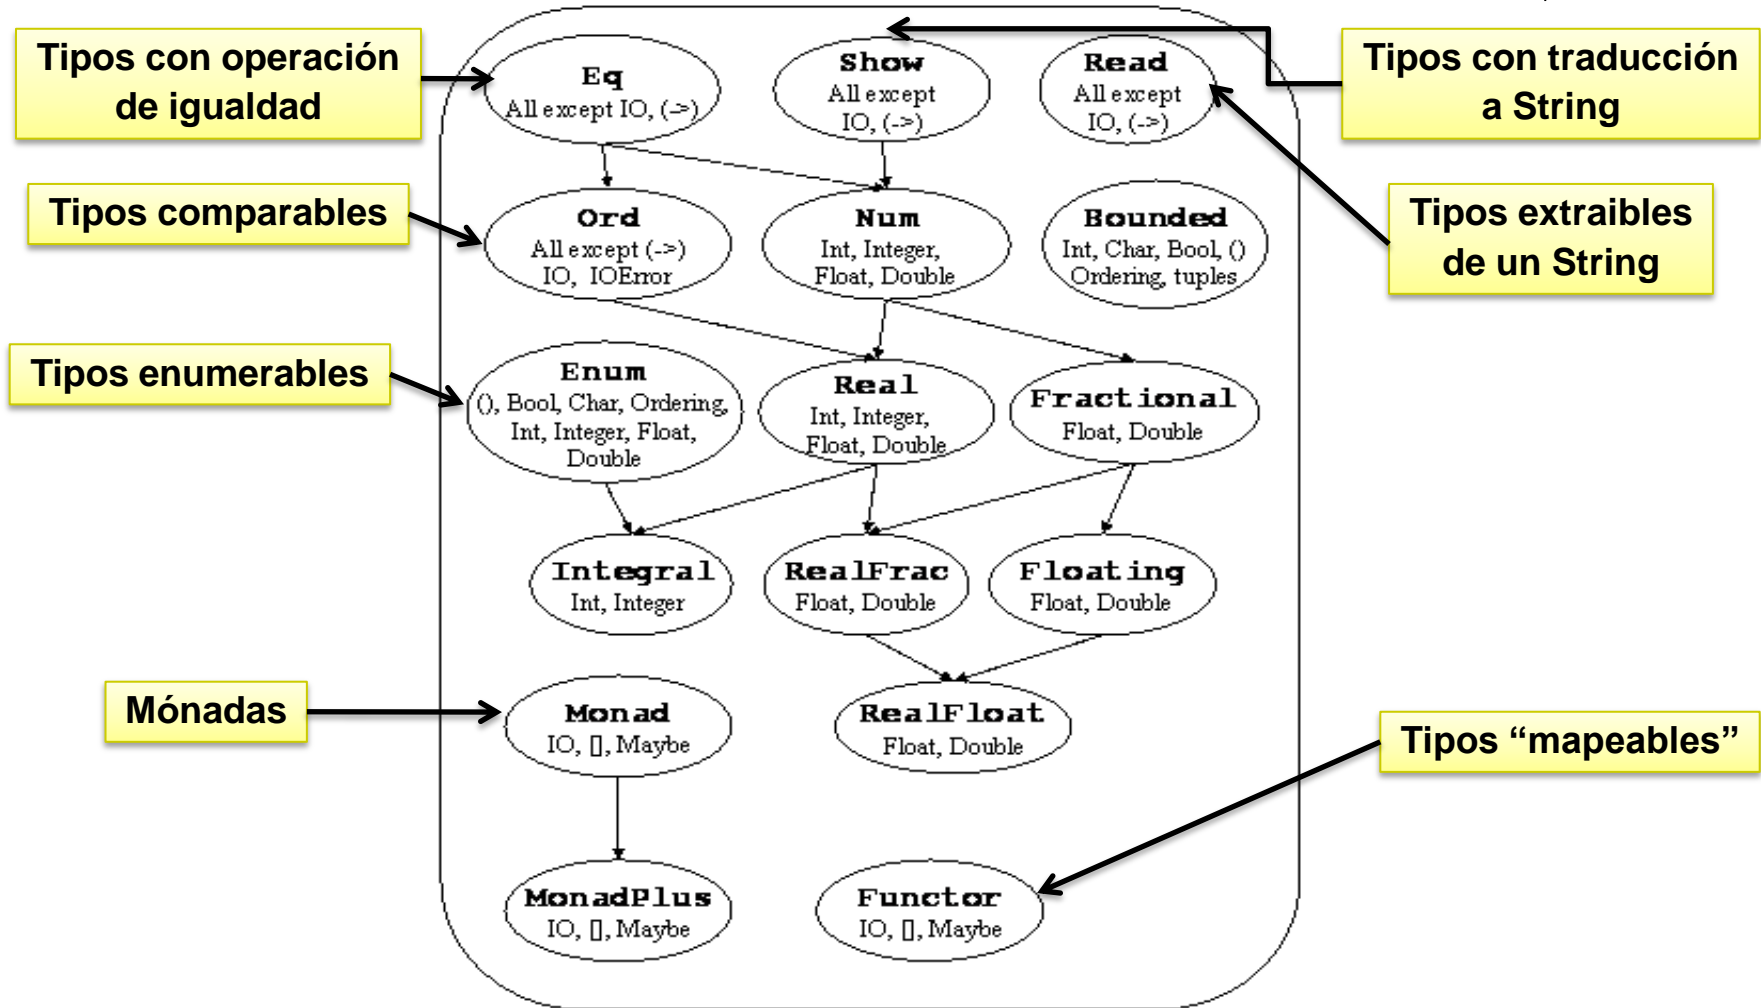 Tipos con operación
de igualdad
Eq
All except IO, (->)
Show
All except
IO, (->)
Read
All except
IO, (->)
Tipos con traducción
a String
Tipos comparables
Ord
All except (->)
IO, IOError
Num
Int, Integer,
Float, Double
Bounded
Int, Char, Bool, ()
Ordering, tuples
Tipos extraibles
de un String
Tipos enumerables
Enum
(), Bool, Char, Ordering,
Int, Integer, Float,
Double
Real
Int, Integer,
Float, Double
Fractional
Float, Double
Integral
Int, Integer
RealFrac
Float, Double
Floating
Float, Double
Mónadas
Monad
IO, [], Maybe
RealFloat
Float, Double
Tipos “mapeables”
MonadPlus
IO, [], Maybe
Functor
IO, [], Maybe